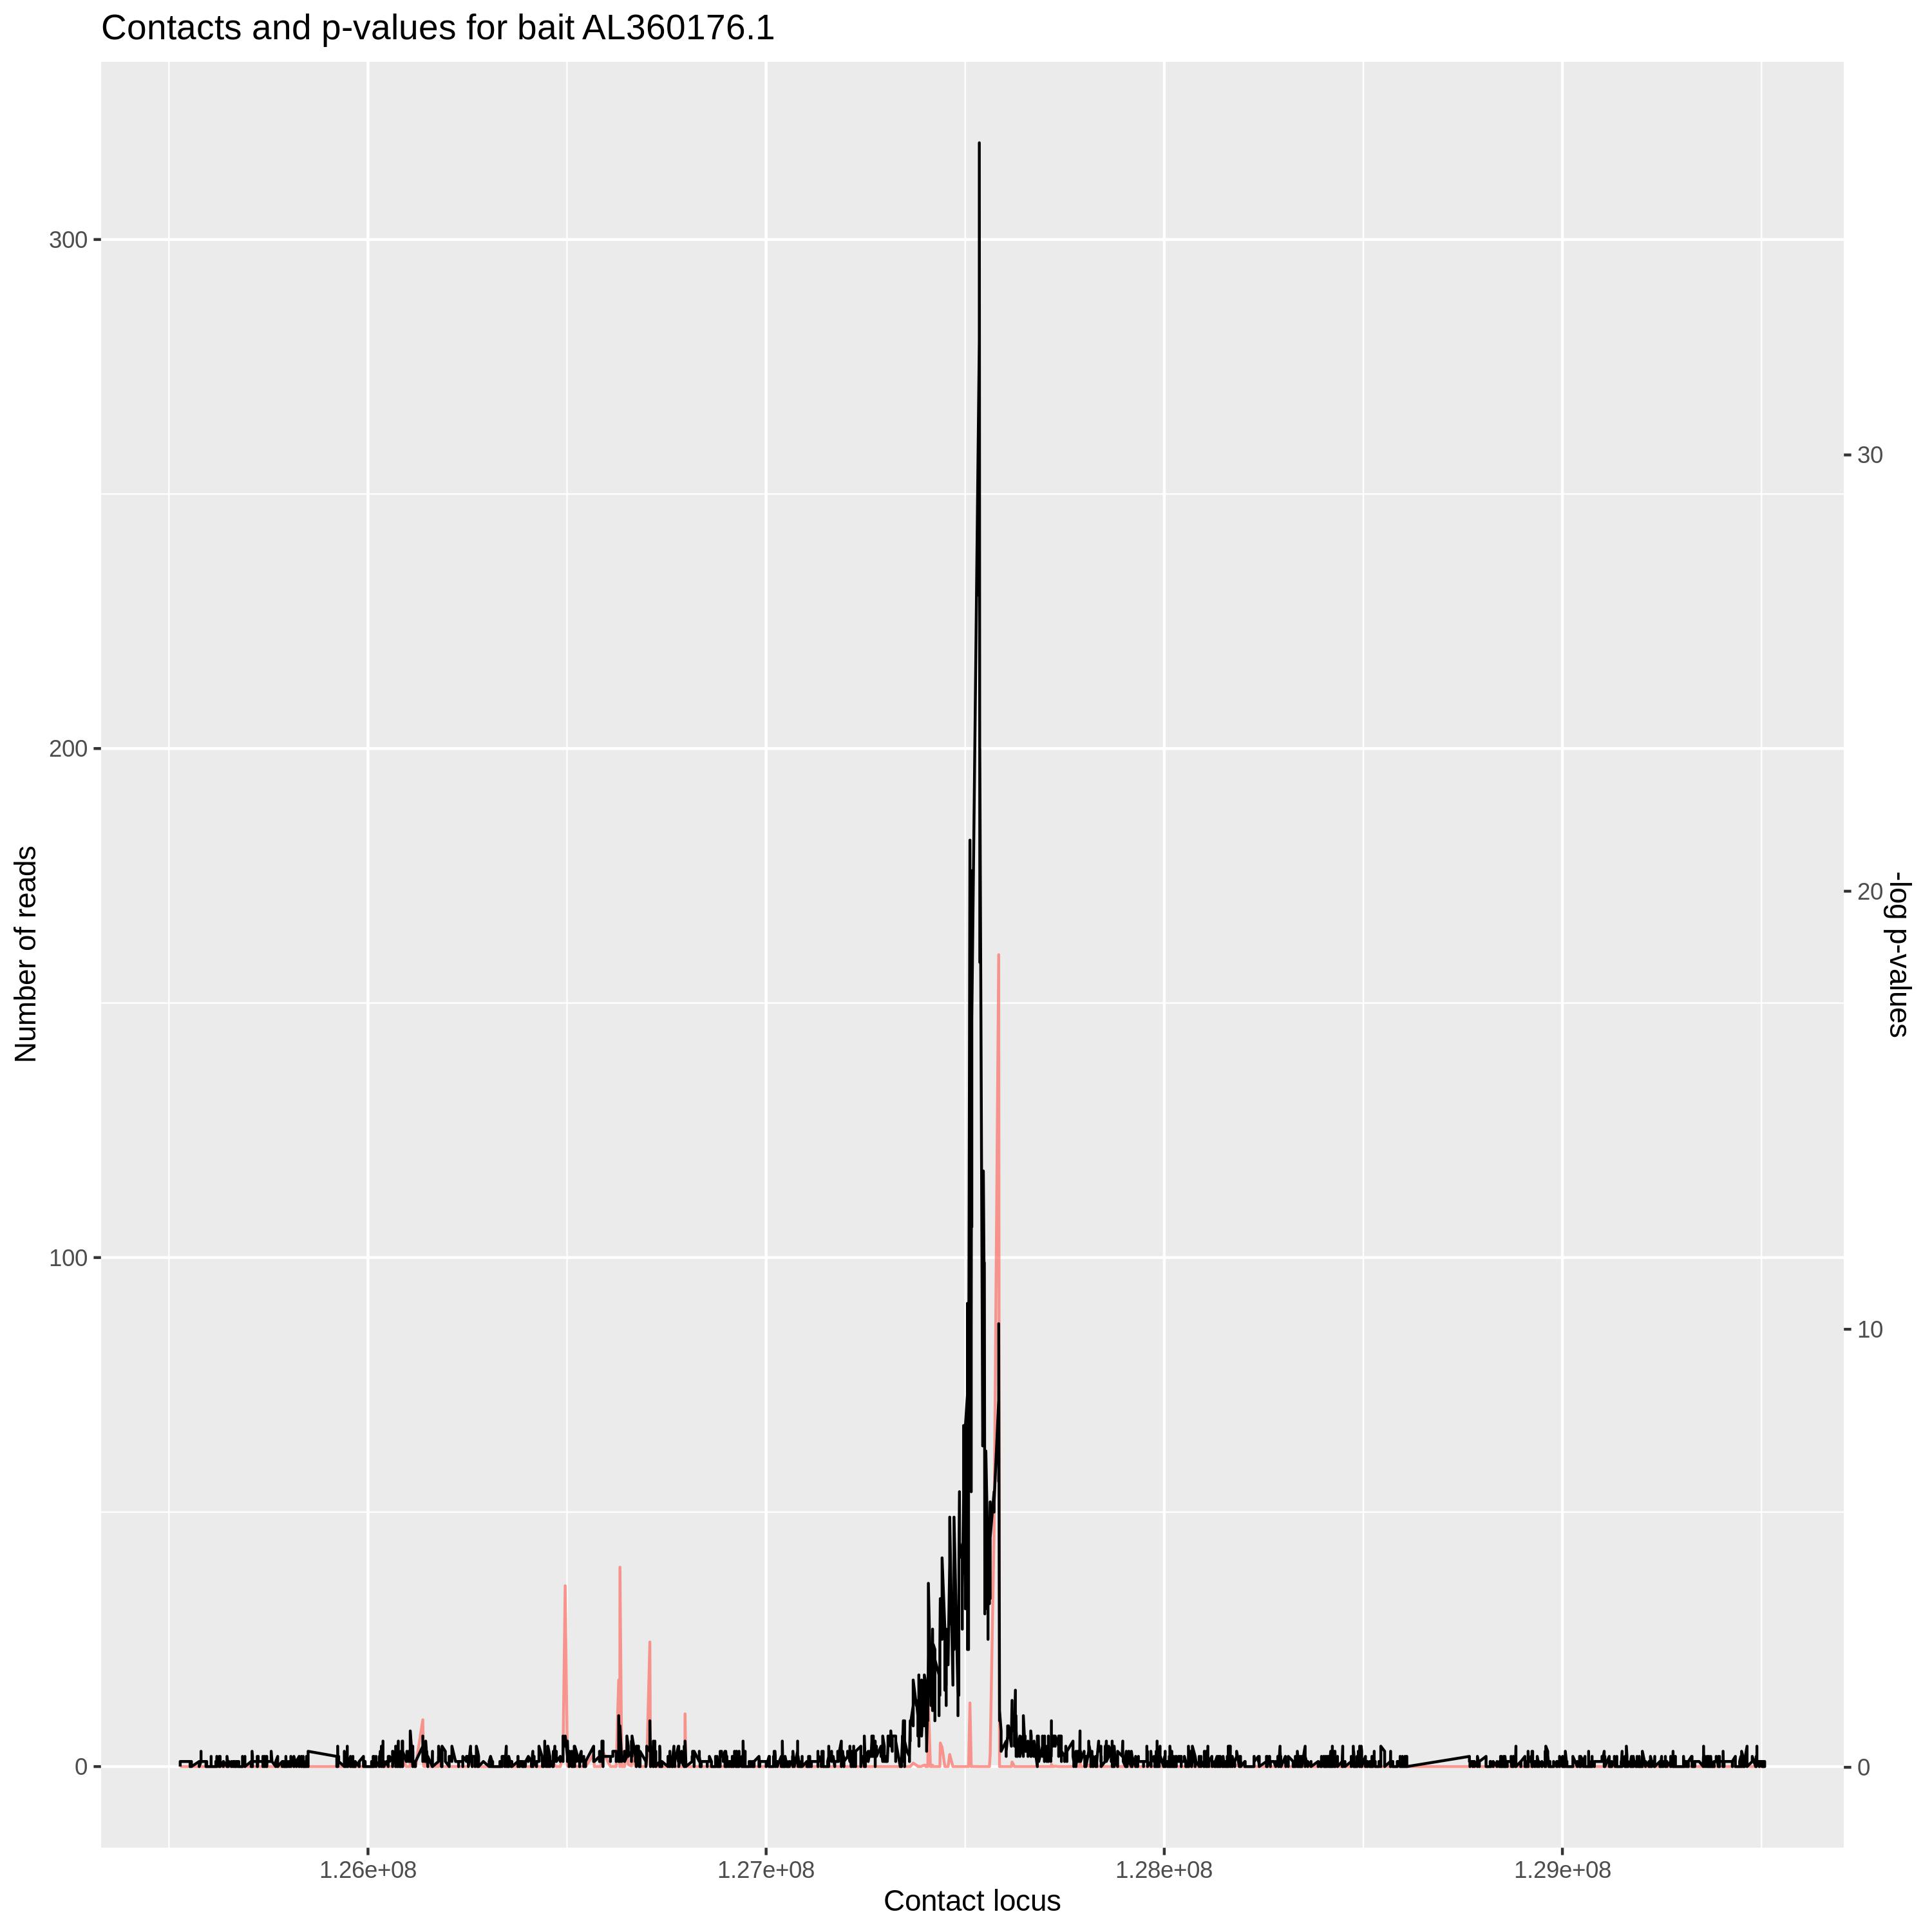 Contacts and p-values for bait AL360176.1
300
200
100
0
Number of reads
30
20
10
0
-log p-values
1.26e+08
1.27e+08
1.28e+08
1.29e+08
Contact locus